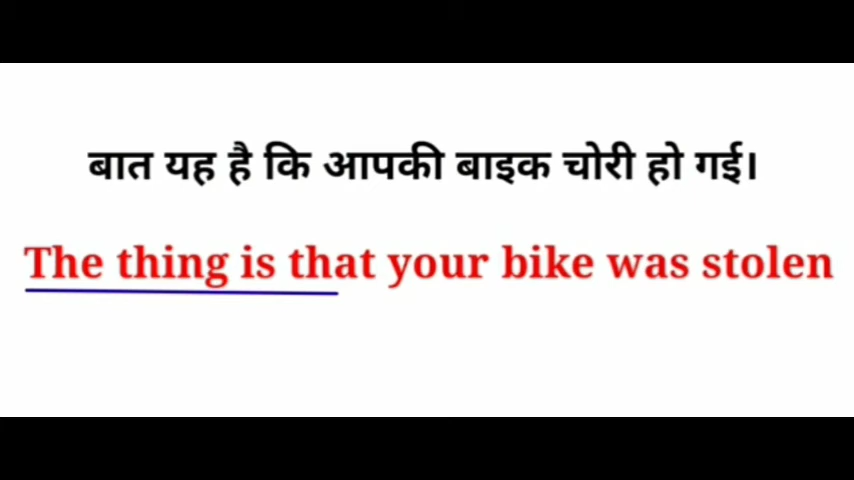 बात यह है कि आपकी बाइक चोरी हो गई।
The thing is that your bike was stolen